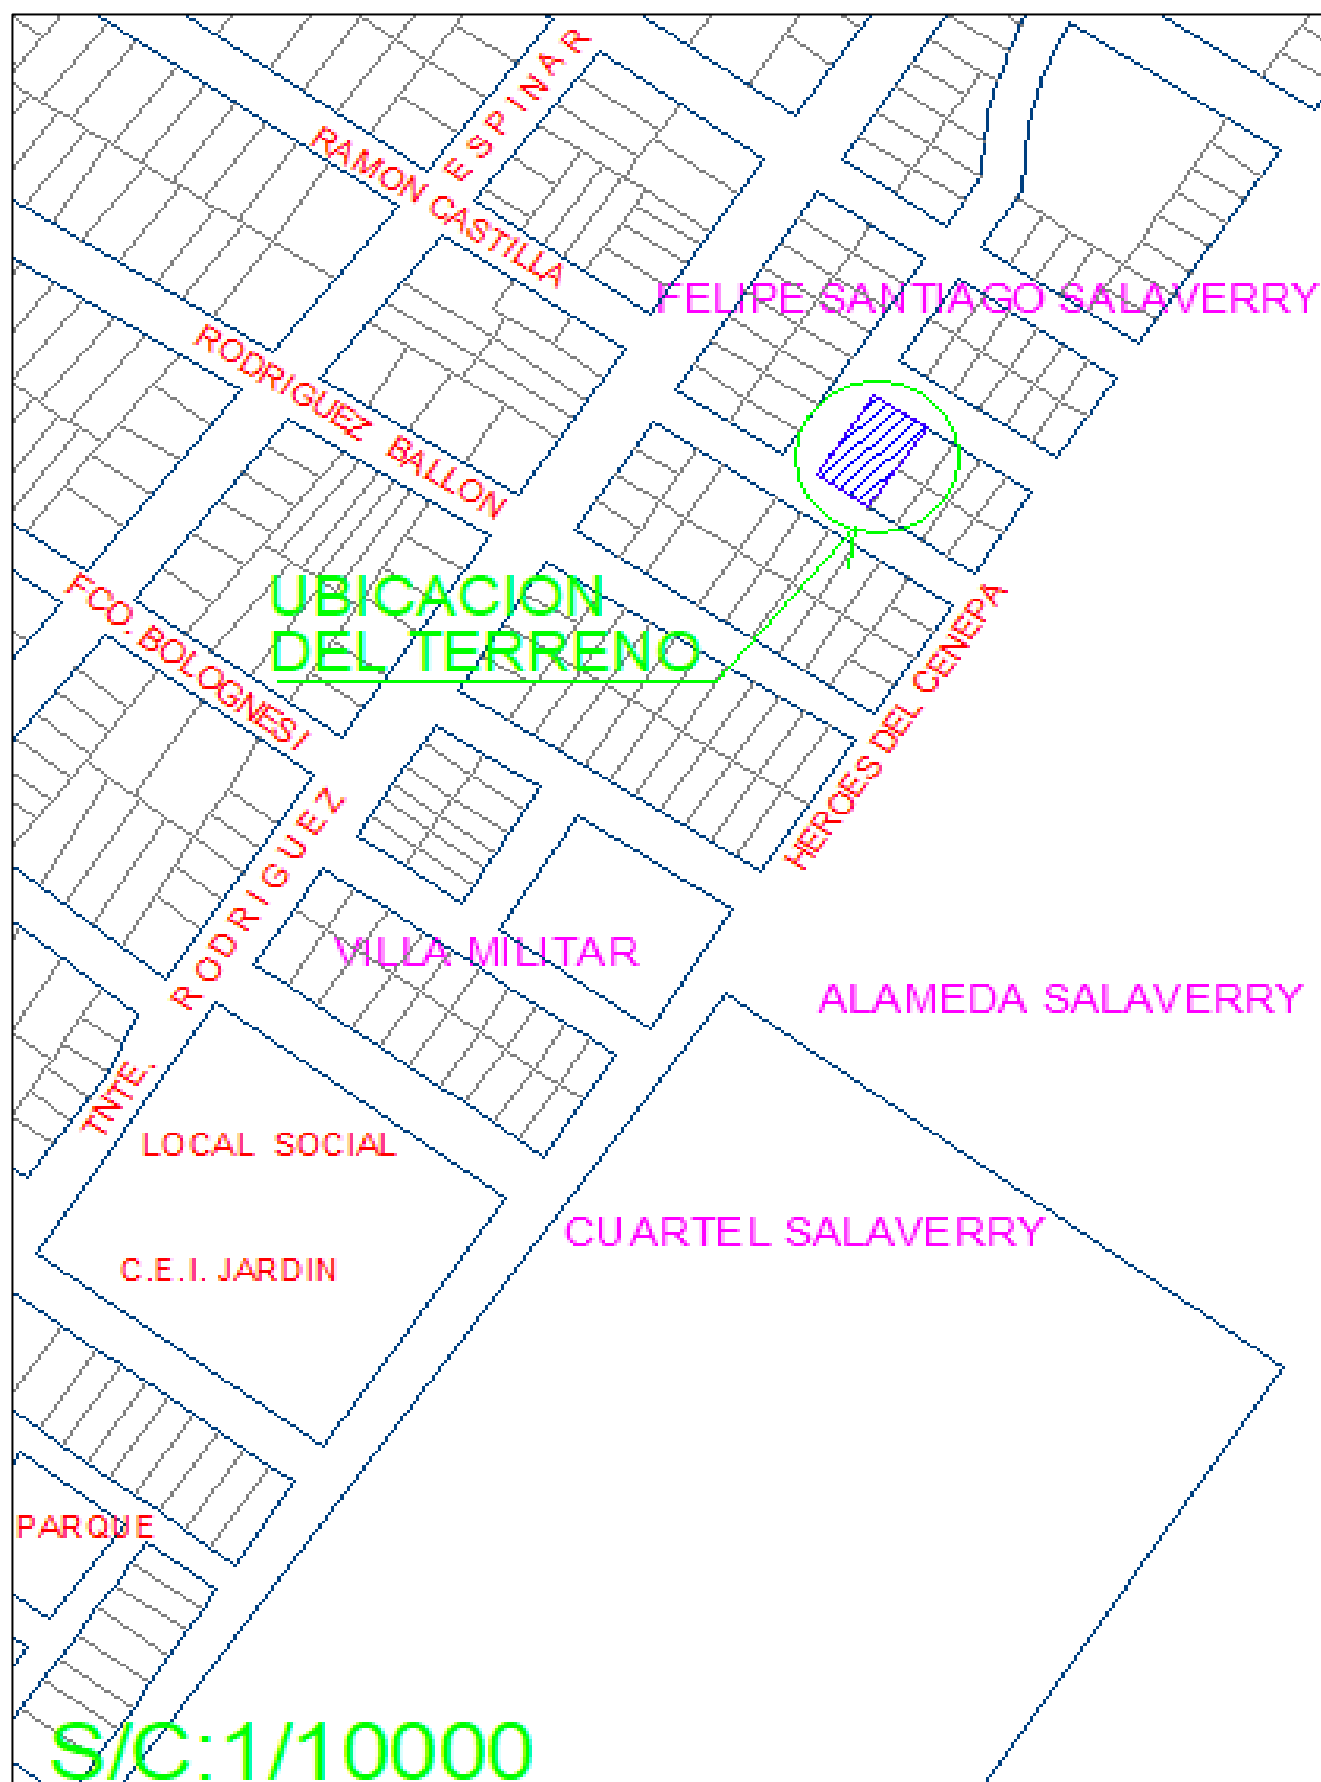 ESPINAR
RAMON CASTILLA
FELIPE SANTIAGO SALAVERRY
RODRIGUEZ BALLON
UBICACION
DEL TERRENO
FCO. BOLOGNESI
HEROES DEL CENEPA
TNTE. RODRIGUEZ
VILLA MILITAR
ALAMEDA SALAVERRY
LOCAL SOCIAL
CUARTEL SALAVERRY
C.E.I. JARDIN
PARQUE
S/C:1/10000